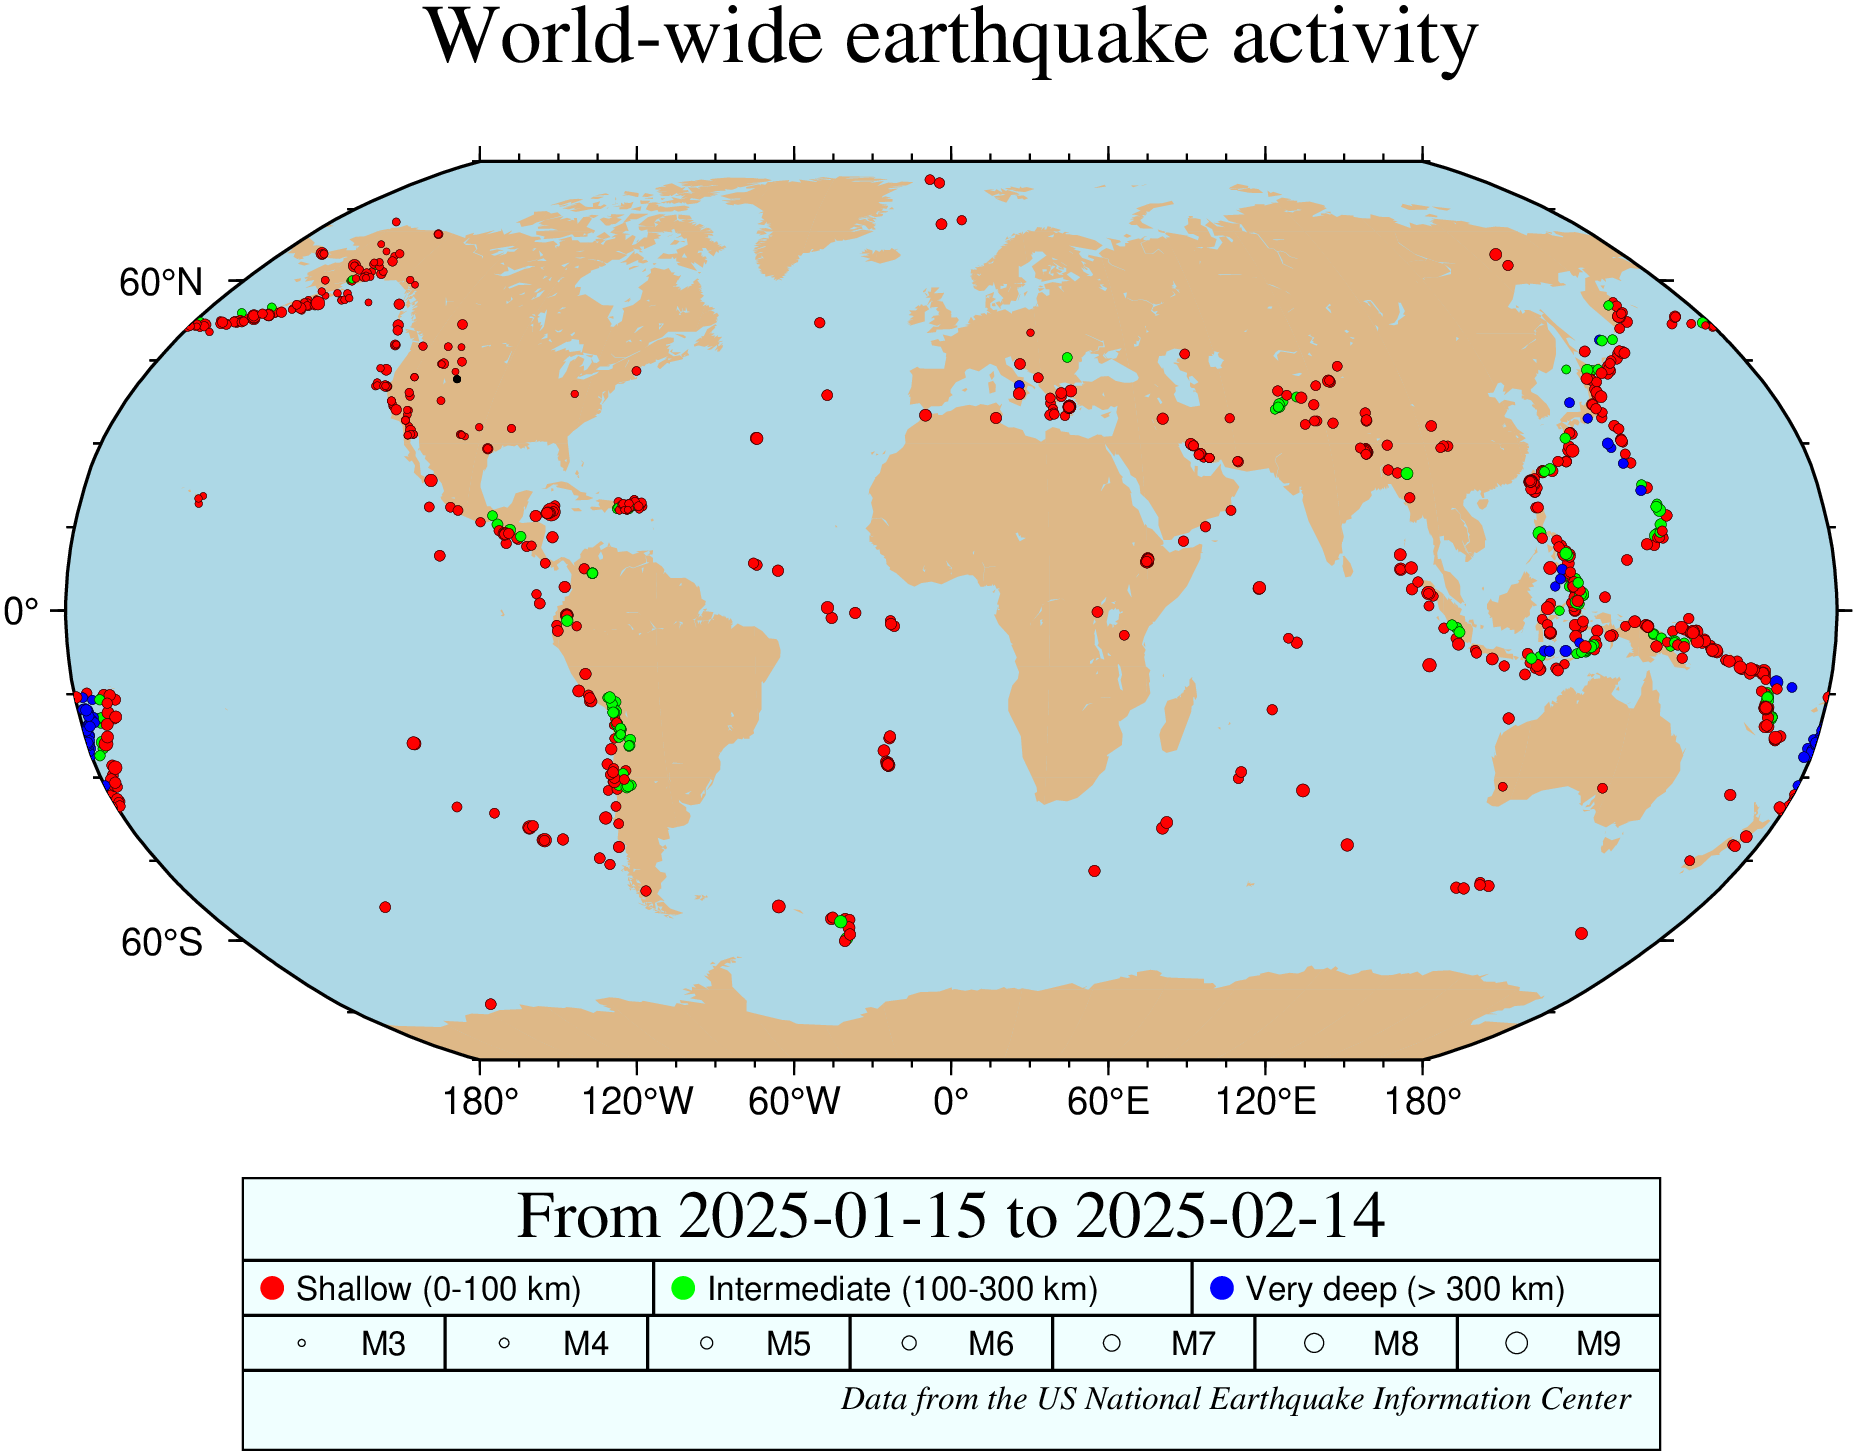 World-wide earthquake activity
60°N
0°
60°S
180° 120°W 60°W 0° 60°E 120°E 180°
From 2025-01-15 to 2025-02-14
Shallow (0-100 km) Intermediate (100-300 km) Very deep (> 300 km)
M3 M4 M5 M6 M7 M8 M9
Data from the US National Earthquake Information Center